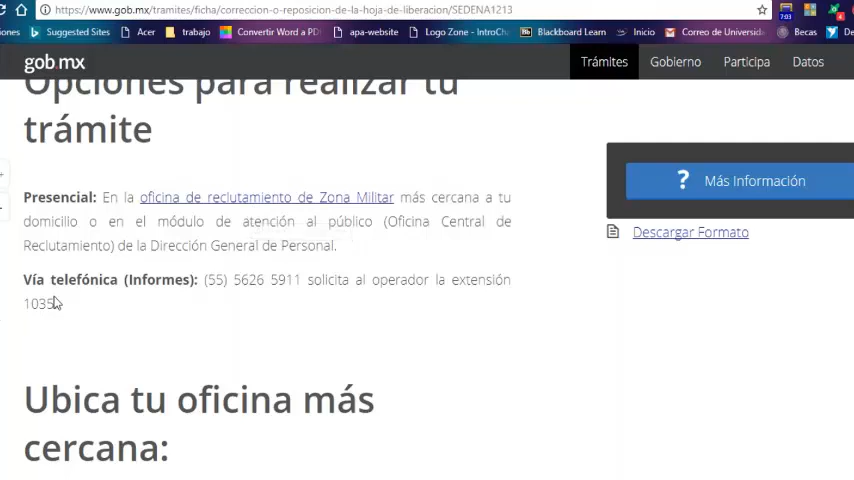 https://www.gob.mx/tramites/ficha/correccion-o-reposicion-de-la-hoja-de-liberacion/SEDENA1213
7:03
iones Suggested Sites Acer trabajo Convertir Word a PD apa-website Logo Zone - IntroCh Blackboard Learn Inicio Correo de Universida Becas De
gob.mx Trámites Gobierno Participa Datos
Opciones para realizar tu
trámite
Presencial: En la oficina de reclutamiento de Zona Militar más cercana a tu
domicilio o en el módulo de atención al público (Oficina Central de
Reclutamiento) de la Dirección General de Personal.
Vía telefónica (Informes): (55) 5626 5911 solicita al operador la extensión
1035
? Más Información
Descargar Formato
Ubica tu oficina más
cercana: